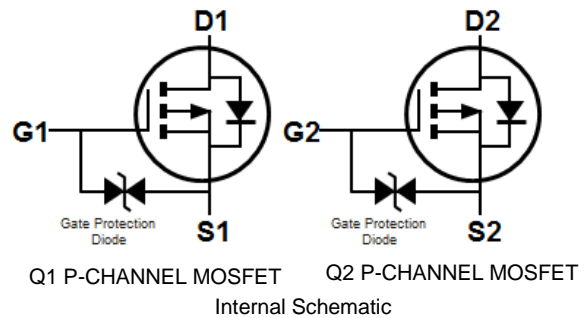 D1 D2
G1 G2
Gate Protection Gate Protection
Diode Diode
S1 S2
Q1 P-CHANNEL MOSFET Q2 P-CHANNEL MOSFET
Internal Schematic